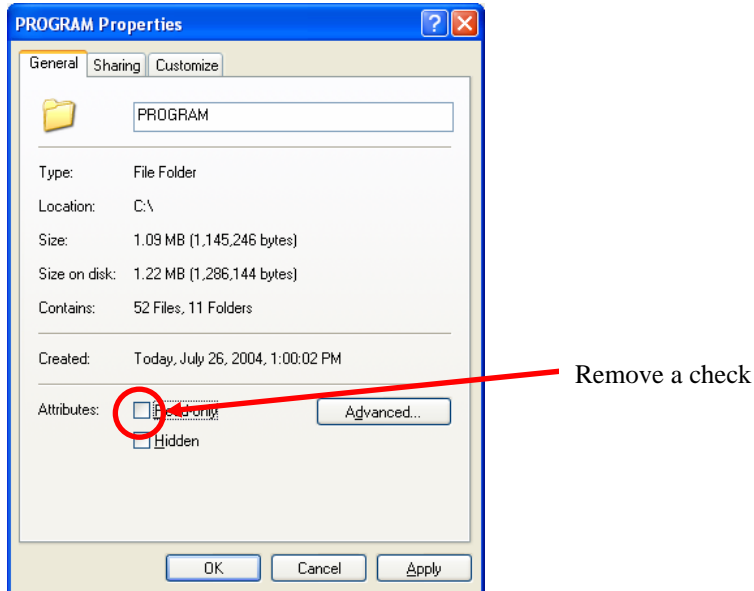 PROGRAM Properties
General Sharing Customize
PROGRAM
Type: File Folder
Location: C:\
Size: 1.09 MB (1,145,246 bytes)
Size on disk: 1.22 MB (1,286,144 bytes)
Contains: 52 Files, 11 Folders
Created: Today, July 26, 2004, 1:00:02 PM
Remove a check
Attributes: Read-only Advanced...
Hidden
OK Cancel Apply